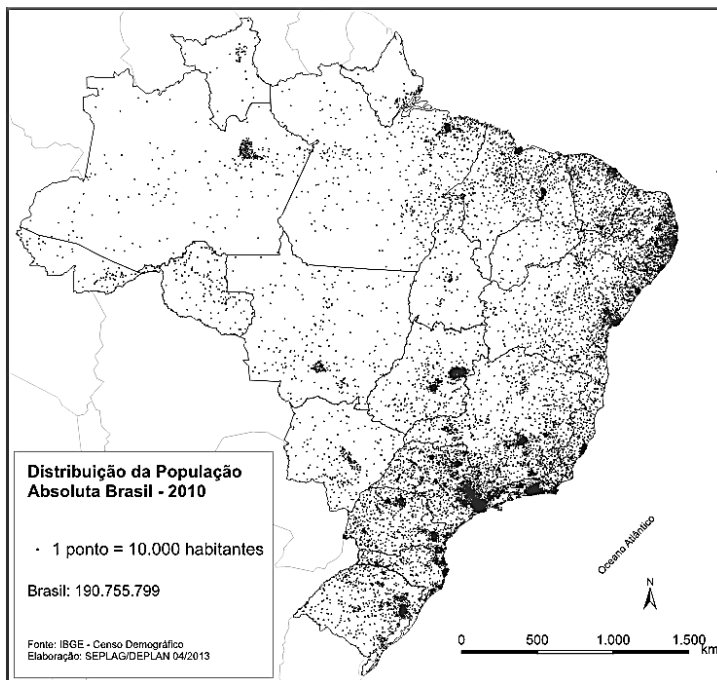 Distribuição da População
Absoluta Brasil - 2010
1 ponto = 10.000 habitantes
Brasil: 190.755.799
Fonte: IBGE - Censo Demográfico
Elaboração: SEPLAG/DEPLAN 04/2013
Oceano Atlântico
N
0 500 1.000 1.500
km